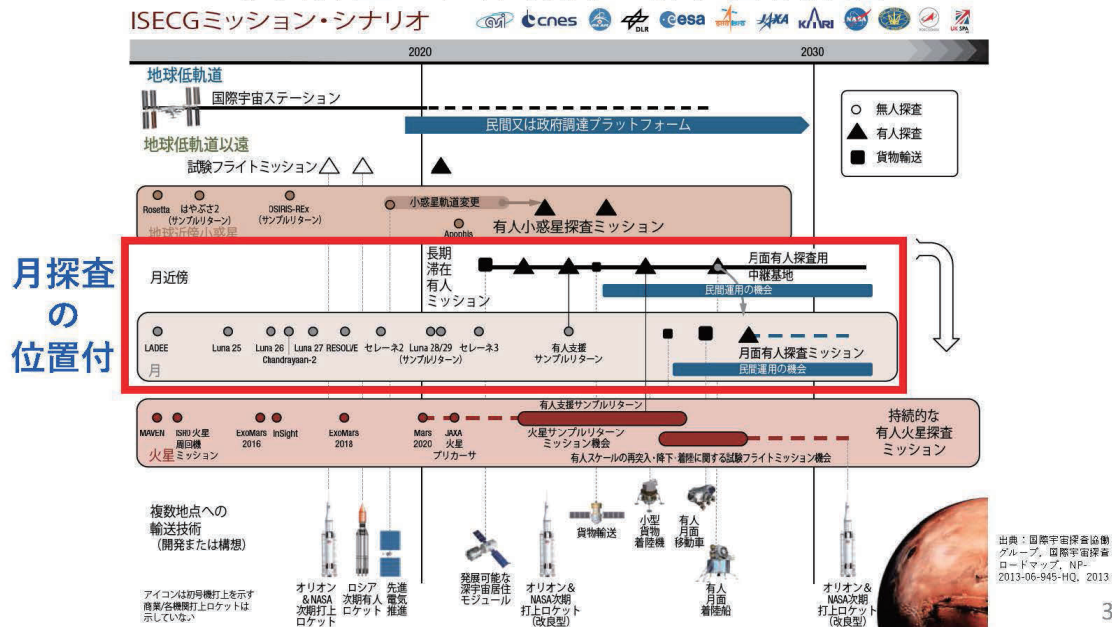 ISECGミッション・シナリオ
cnes
DLR
esa
JAXA
KARI
NASA
UK SPA
2020
2030
地球低軌道
国際宇宙ステーション
民間又は政府調達プラットフォーム
無人探査
有人探査
貨物輸送
地球低軌道以遠
試験フライトミッション
小惑星軌道変更
Rosetta
はやぶさ2
(サンプルリターン)
OSIRIS-REx
(サンプルリターン)
Apophis
有人小惑星探査ミッション
地球近傍小惑星
月探査
の
位置付
月近傍
長期
滞在
有人
ミッション
月面有人探査用
中継基地
民間運用の機会
LADEE
Luna 25
Luna 26
Chandrayaan-2
Luna 27
RESOLVE
セレーネ2
Luna 28/29
(サンプルリターン)
セレーネ3
有人支援
サンプルリターン
月面有人探査ミッション
民間運用の機会
月
有人支援サンプルリターン
MAVEN
ISRU 火星
周回機
ミッション
ExoMars
2016
InSight
ExoMars
2018
Mars
2020
JAXA
火星
プリカーサ
火星サンプルリターン
ミッション機会
有人スケールの再突入・降下・着陸に関する試験フライトミッション機会
持続的な
有人火星探査
ミッション
火星
複数地点への
輸送技術
(開発または構想)
オリオン
&NASA
次期打上
ロケット
ロシア
次期有人
ロケット
先進
電気
推進
発展可能な
深宇宙居住
モジュール
オリオン&
NASA次期
打上ロケット
(改良型)
貨物輸送
小型
貨物
着陸機
有人
月面
移動車
有人
月面
着陸船
オリオン&
NASA次期
打上ロケット
(改良型)
アイコンは初号機打上を示す
商業/各機関打上ロケットは
示していない
出典：国際宇宙探査協働
グループ, 国際宇宙探査
ロードマップ, NP-
2013-06-945-HQ, 2013
3